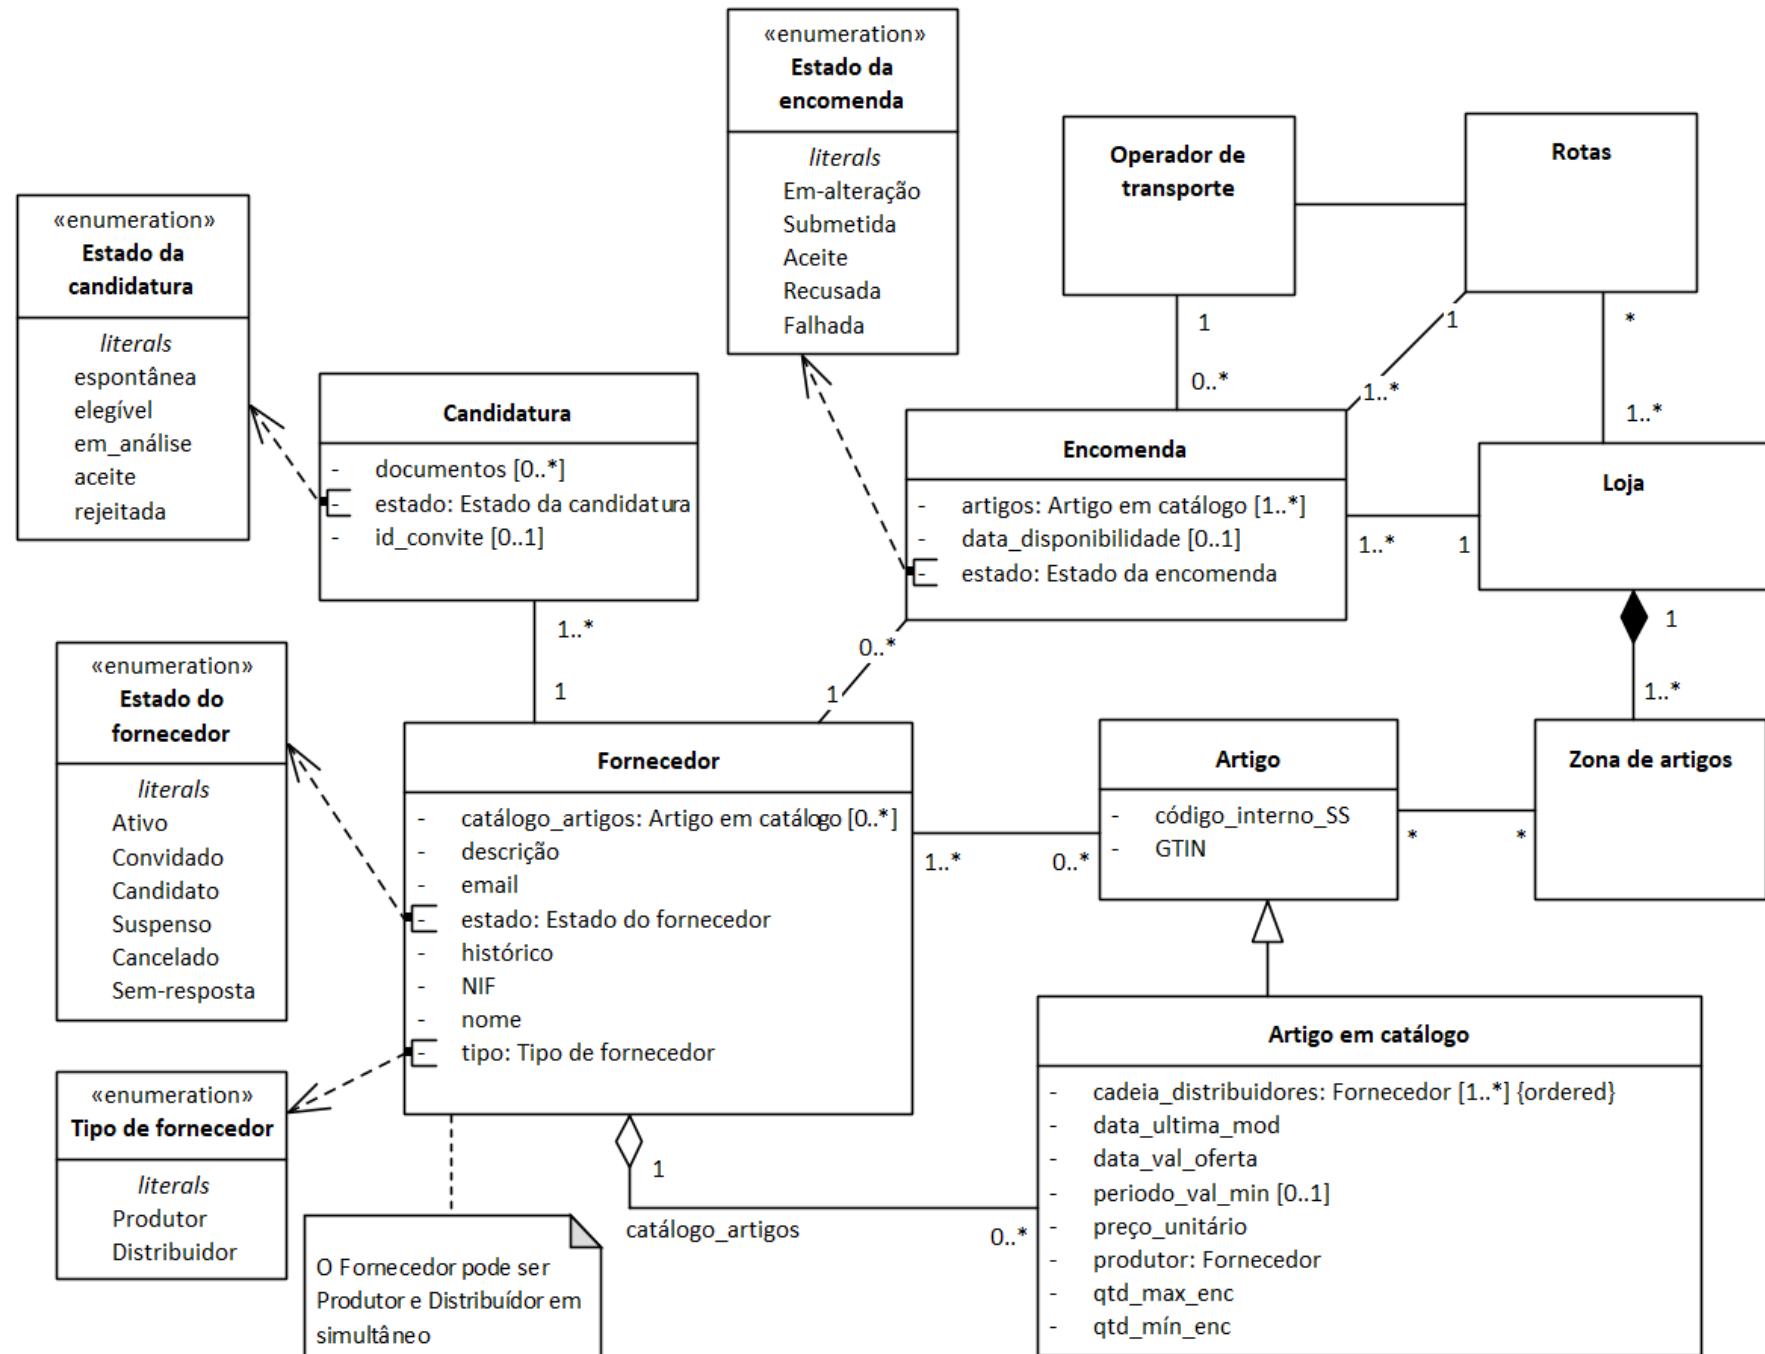 «enumeration»
Estado da
encomenda
literals
Em-alteração
Submetida
Aceite
Recusada
Falhada
Operador de
transporte
Rotas
«enumeration»
Estado da
candidatura
literals
espontânea
elegível
em_análise
aceite
rejeitada
1
0..*
1
1..*
*
1..*
Candidatura
- documentos [0..*]
- estado: Estado da candidatura
- id_convite [0..1]
Encomenda
- artigos: Artigo em catálogo [1..*]
- data_disponibilidade [0..1]
- estado: Estado da encomenda
Loja
1..* 1
1..*
1
0..*
1
1
1..*
«enumeration»
Estado do
fornecedor
literals
Ativo
Convidado
Candidato
Suspenso
Cancelado
Sem-resposta
Fornecedor
- catálogo_artigos: Artigo em catálogo [0..*]
- descrição
- email
- estado: Estado do fornecedor
- histórico
- NIF
- nome
- tipo: Tipo de fornecedor
1..* 0..*
Artigo
- código_interno_SS
- GTIN
* *
Zona de artigos
«enumeration»
Tipo de fornecedor
literals
Produtor
Distribuidor
O Fornecedor pode ser
Produtor e Distribuídor em
simultâneo
1
catálogo_artigos
0..*
Artigo em catálogo
- cadeia_distribuidores: Fornecedor [1..*] {ordered}
- data_ultima_mod
- data_val_oferta
- periodo_val_min [0..1]
- preço_unitário
- produtor: Fornecedor
- qtd_max_enc
- qtd_mín_enc